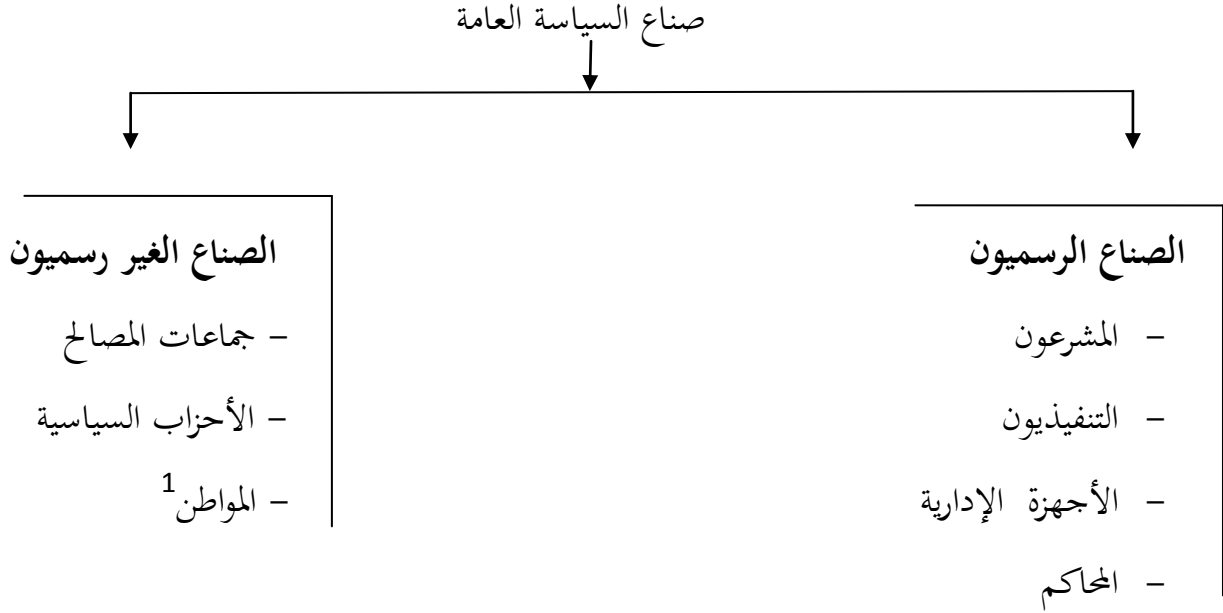 صناع السياسة العامة
الصناع الرسميون
- المشرعون
- التنفيذيون
- الأجهزة الإدارية
- المحاكم
الصناع الغير رسميون
- جماعات المصالح
- الأحزاب السياسية
- المواطن1